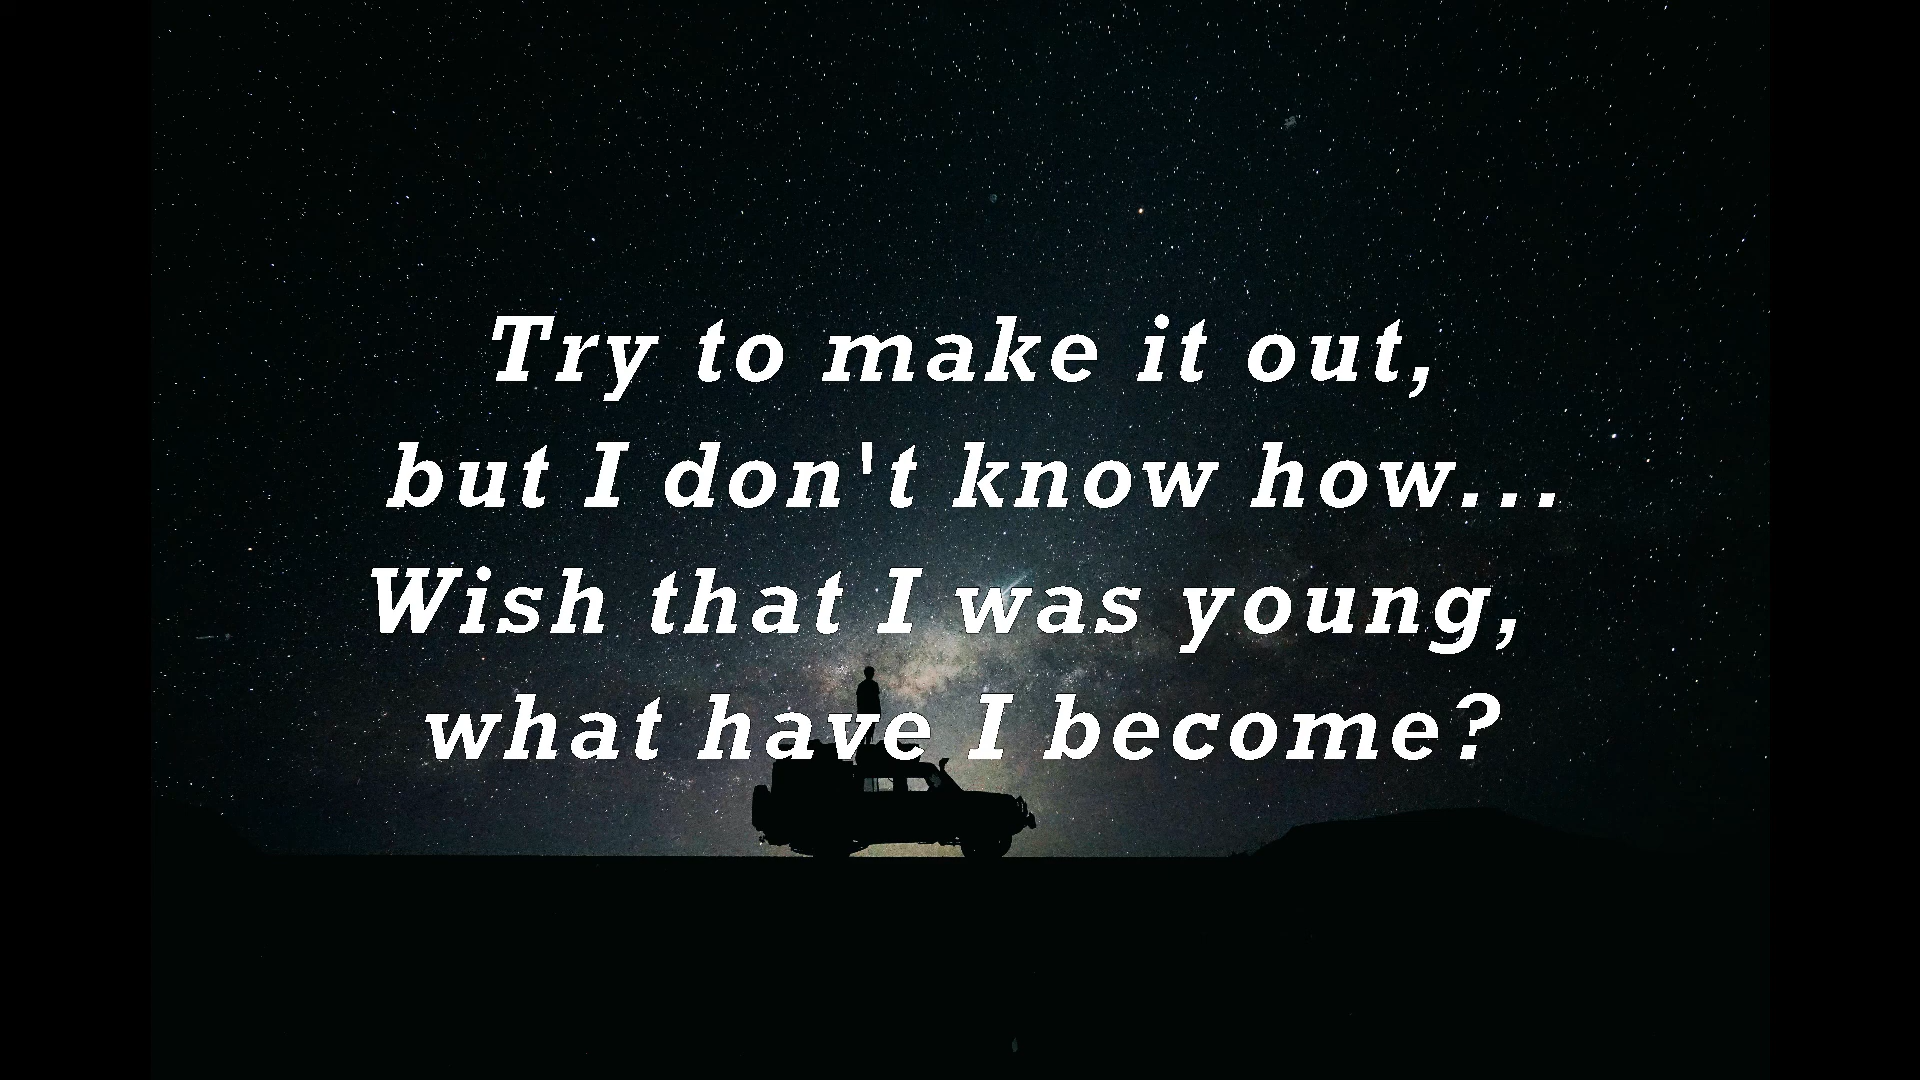 Try to make it out,
but I don't know how...
Wish that I was young,
what have I become?